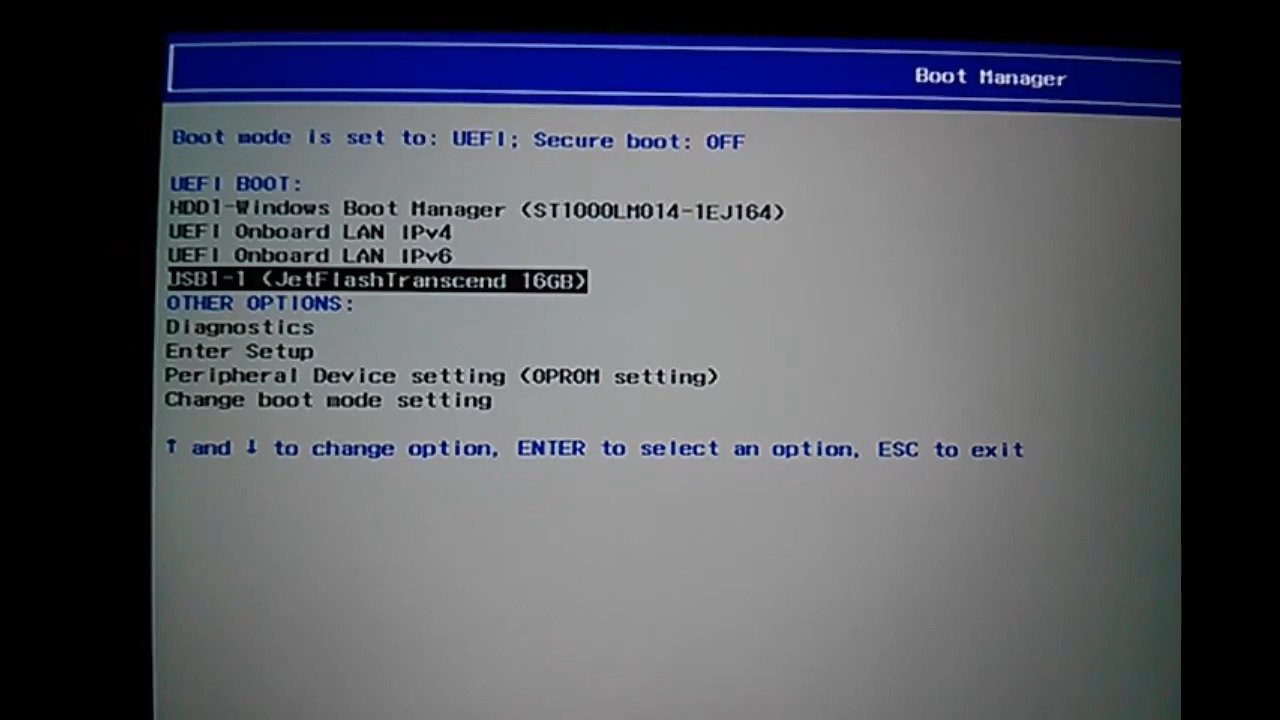 Boot Manager
Boot mode is set to: UEFI; Secure boot: OFF
UEFI BOOT:
HDD1-Windows Boot Manager (ST1000LM014-1EJ164)
UEFI Onboard LAN IPv4
UEFI Onboard LAN IPv6
USB1-1 (JetFlashTranscend 16GB)
OTHER OPTIONS:
Diagnostics
Enter Setup
Peripheral Device setting (OPROM setting)
Change boot mode setting
↑ and ↓ to change option, ENTER to select an option, ESC to exit